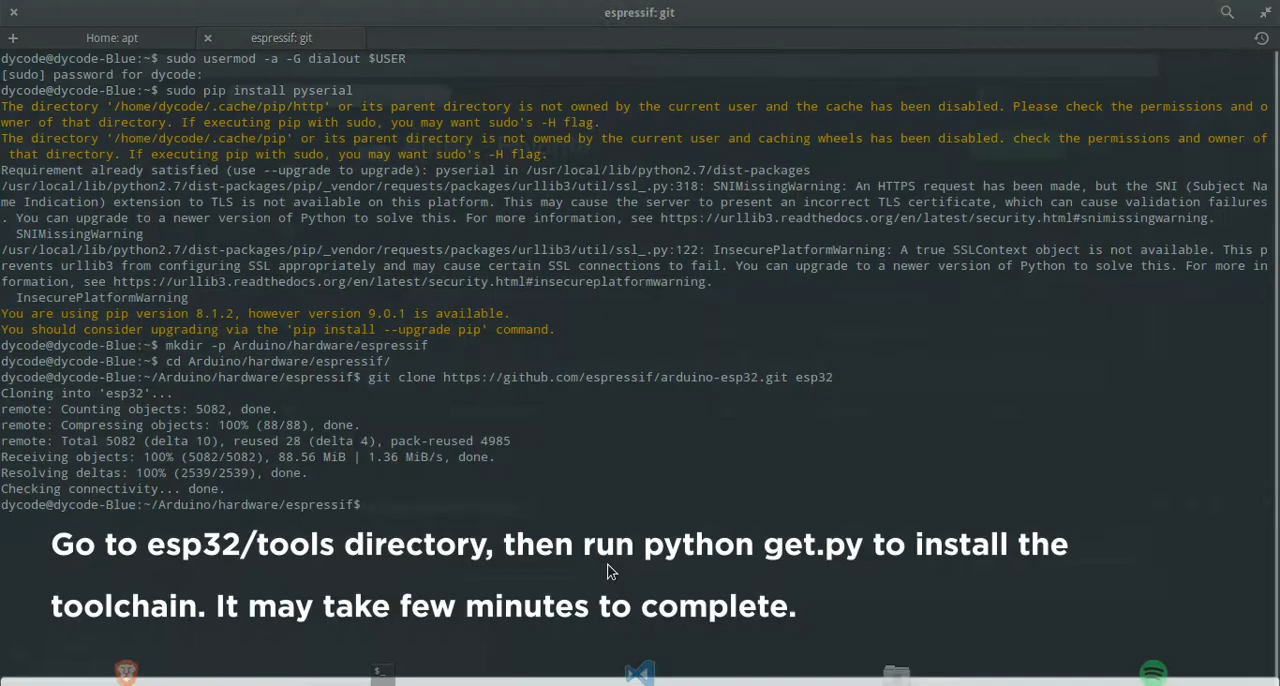 espressif: git
Home: apt
espressif: git
dycode@dycode-Blue:~$ sudo usermod -a -G dialout $USER
[sudo] password for dycode:
dycode@dycode-Blue:~$ sudo pip install pyserial
The directory '/home/dycode/.cache/pip/http' or its parent directory is not owned by the current user and the cache has been disabled. Please check the permissions and o
wner of that directory. If executing pip with sudo, you may want sudo's -H flag.
The directory '/home/dycode/.cache/pip' or its parent directory is not owned by the current user and caching wheels has been disabled. check the permissions and owner of
that directory. If executing pip with sudo, you may want sudo's -H flag.
Requirement already satisfied (use --upgrade to upgrade): pyserial in /usr/local/lib/python2.7/dist-packages
/usr/local/lib/python2.7/dist-packages/pip/_vendor/requests/packages/urllib3/util/ssl_.py:318: SNIMissingWarning: An HTTPS request has been made, but the SNI (Subject Na
me Indication) extension to TLS is not available on this platform. This may cause the server to present an incorrect TLS certificate, which can cause validation failures
. You can upgrade to a newer version of Python to solve this. For more information, see https://urllib3.readthedocs.org/en/latest/security.html#snimissingwarning.
SNIMissingWarning
/usr/local/lib/python2.7/dist-packages/pip/_vendor/requests/packages/urllib3/util/ssl_.py:122: InsecurePlatformWarning: A true SSLContext object is not available. This p
revents urllib3 from configuring SSL appropriately and may cause certain SSL connections to fail. You can upgrade to a newer version of Python to solve this. For more in
formation, see https://urllib3.readthedocs.org/en/latest/security.html#insecureplatformwarning.
InsecurePlatformWarning
You are using pip version 8.1.2, however version 9.0.1 is available.
You should consider upgrading via the 'pip install --upgrade pip' command.
dycode@dycode-Blue:~$ mkdir -p Arduino/hardware/espressif
dycode@dycode-Blue:~$ cd Arduino/hardware/espressif/
dycode@dycode-Blue:~/Arduino/hardware/espressif$ git clone https://github.com/espressif/arduino-esp32.git esp32
Cloning into 'esp32'...
remote: Counting objects: 5082, done.
remote: Compressing objects: 100% (88/88), done.
remote: Total 5082 (delta 10), reused 28 (delta 4), pack-reused 4985
Receiving objects: 100% (5082/5082), 88.56 MiB | 1.36 MiB/s, done.
Resolving deltas: 100% (2539/2539), done.
Checking connectivity... done.
dycode@dycode-Blue:~/Arduino/hardware/espressif$
Go to esp32/tools directory, then run python get.py to install the
toolchain. It may take few minutes to complete.